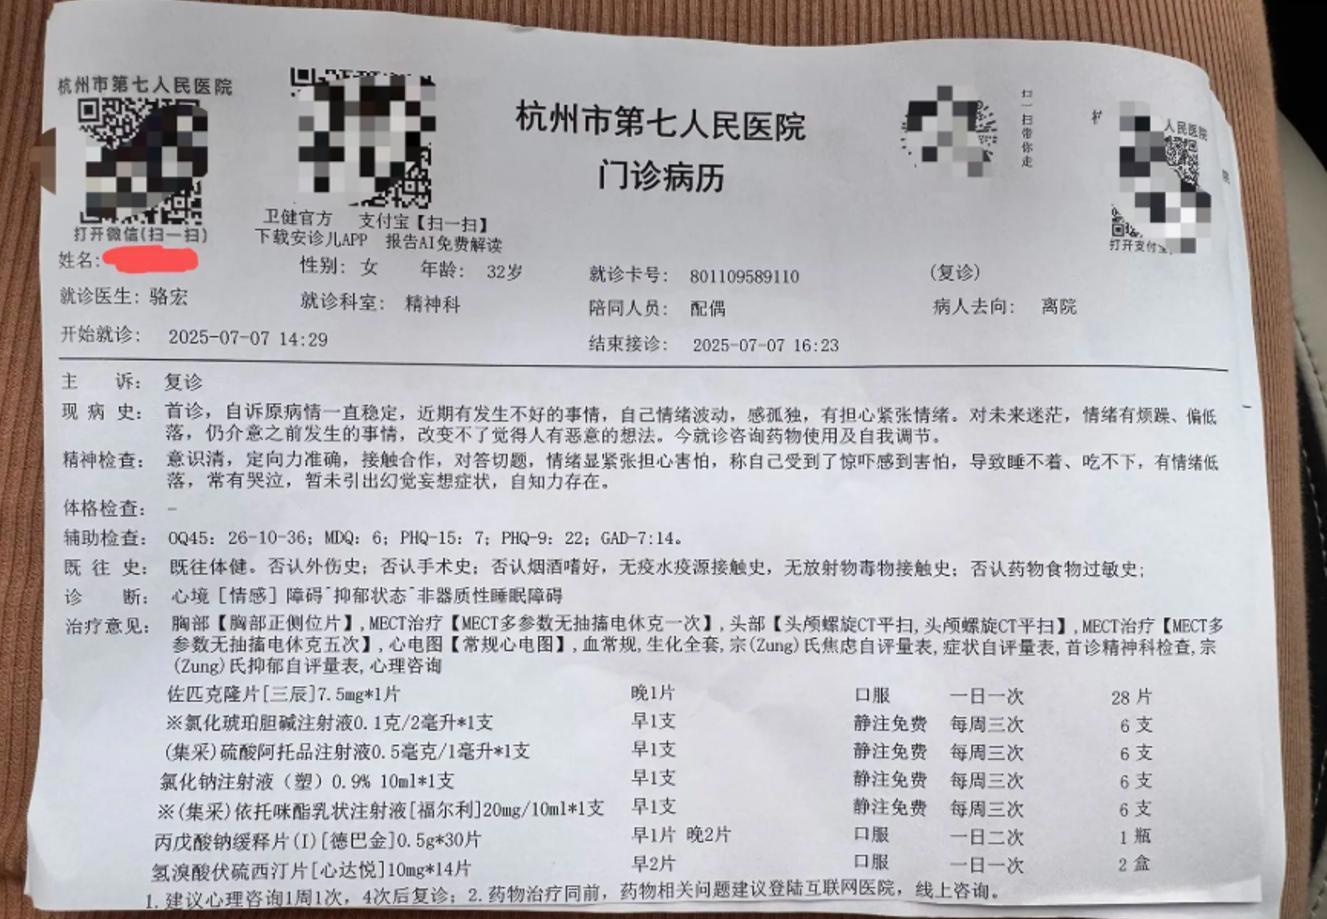 杭州市第七人民医院
打开微信(扫一扫)
卫健官方 支付宝【扫一扫】
下载安诊儿APP 报告AI免费解读
杭州市第七人民医院
门诊病历
扫一扫带你走
人民医院
打开支付宝
姓名:
性别: 女 年龄: 32岁
就诊卡号: 801109589110
(复诊)
就诊医生: 骆宏
就诊科室: 精神科
陪同人员: 配偶
病人去向: 离院
开始就诊: 2025-07-07 14:29
结束接诊: 2025-07-07 16:23
主 诉: 复诊
现 病 史: 首诊, 自诉原病情一直稳定, 近期有发生不好的事情, 自己情绪波动, 感孤独, 有担心紧张情绪。对未来迷茫, 情绪有烦躁、偏低
落, 仍介意之前发生的事情, 改变不了觉得人有恶意的想法。今就诊咨询药物使用及自我调节。
精神检查: 意识清, 定向力准确, 接触合作, 对答切题, 情绪显紧张担心害怕, 称自己受到了惊吓感到害怕, 导致睡不着、吃不下, 有情绪低
落, 常有哭泣, 暂未引出幻觉妄想症状, 自知力存在。
体格检查: -
辅助检查: OQ45: 26-10-36; MDQ: 6; PHQ-15: 7; PHQ-9: 22; GAD-7:14。
既 往 史: 既往体健。否认外伤史; 否认手术史; 否认烟酒嗜好, 无疫水疫源接触史, 无放射物毒物接触史; 否认药物食物过敏史;
诊 断: 心境[情感]障碍^抑郁状态^非器质性睡眠障碍
治疗意见: 胸部【胸部正侧位片】,MECT治疗【MECT多参数无抽搐电休克一次】,头部【头颅螺旋CT平扫,头颅螺旋CT平扫】,MECT治疗【MECT多
参数无抽搐电休克五次】,心电图【常规心电图】,血常规,生化全套,宗(Zung)氏焦虑自评量表,症状自评量表,首诊精神科检查,宗
(Zung)氏抑郁自评量表,心理咨询
佐匹克隆片[三辰]7.5mg*1片 晚1片 口服 一日一次 28 片
※氯化琥珀胆碱注射液0.1克/2毫升*1支 早1支 静注免费 每周三次 6 支
(集采)硫酸阿托品注射液0.5毫克/1毫升*1支 早1支 静注免费 每周三次 6 支
氯化钠注射液（塑）0.9% 10ml*1支 早1支 静注免费 每周三次 6 支
※(集采)依托咪酯乳状注射液[福尔利]20mg/10ml*1支 早1支 静注免费 每周三次 6 支
丙戊酸钠缓释片(I)[德巴金]0.5g*30片 早1片 晚2片 口服 一日二次 1 瓶
氢溴酸伏硫西汀片[心达悦]10mg*14片 早2片 口服 一日一次 2 盒
1.建议心理咨询1周1次, 4次后复诊; 2.药物治疗同前, 药物相关问题建议登陆互联网医院, 线上咨询。